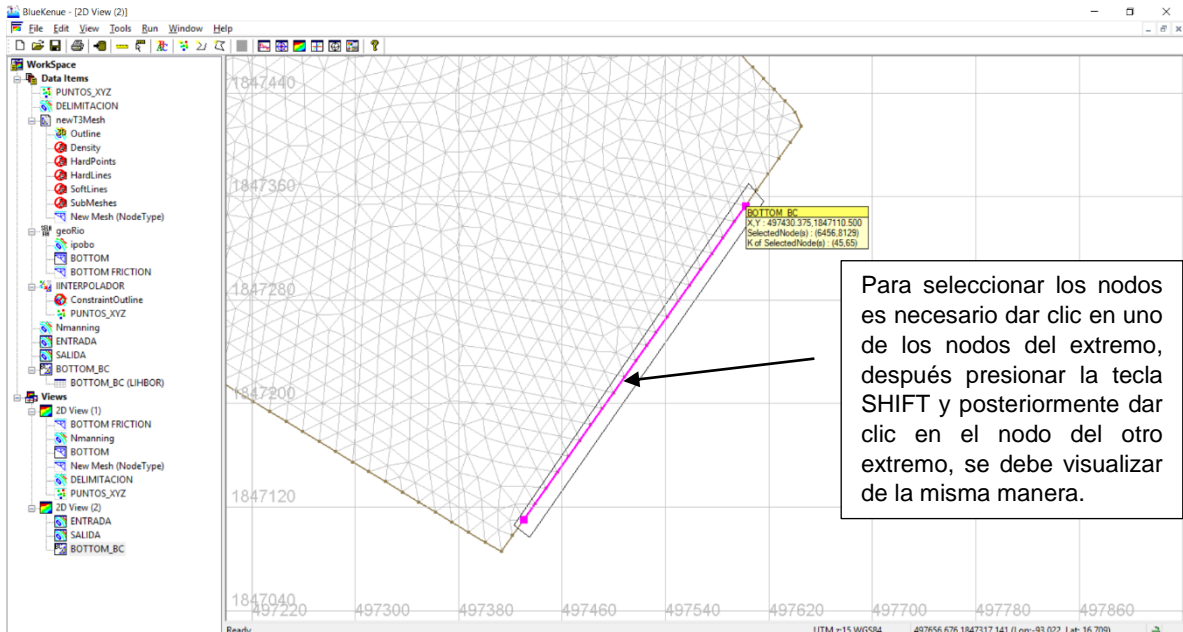 BlueKenue - [2D View (2)]
File Edit View Tools Run Window Help
WorkSpace
Data Items
PUNTOS_XYZ
DELIMITACION
newT3Mesh
Outline
Density
HardPoints
HardLines
SoftLines
SubMeshes
New Mesh (NodeType)
geoRio
ipobo
BOTTOM
BOTTOM FRICTION
IINTERPOLADOR
ConstraintOutline
PUNTOS_XYZ
Nmanning
ENTRADA
SALIDA
BOTTOM_BC
BOTTOM_BC (LIHBOR)
Views
2D View (1)
BOTTOM FRICTION
Nmanning
BOTTOM
New Mesh (NodeType)
DELIMITACION
PUNTOS_XYZ
2D View (2)
ENTRADA
SALIDA
BOTTOM_BC
1847440
1847360
1847280
1847200
1847120
1847040
497220 497300 497380 497460 497540 497620 497700 497780 497860
BOTTOM_BC
X,Y : 497430.375,1847110.500
SelectedNode(s) : (6456,8129)
K of SelectedNode(s) : (45,65)
Para seleccionar los nodos
es necesario dar clic en uno
de los nodos del extremo,
después presionar la tecla
SHIFT y posteriormente dar
clic en el nodo del otro
extremo, se debe visualizar
de la misma manera.
Ready
UTM z:15 WGS84 497656.676,1847317.141 (Lon:-93.022, Lat: 16.709)